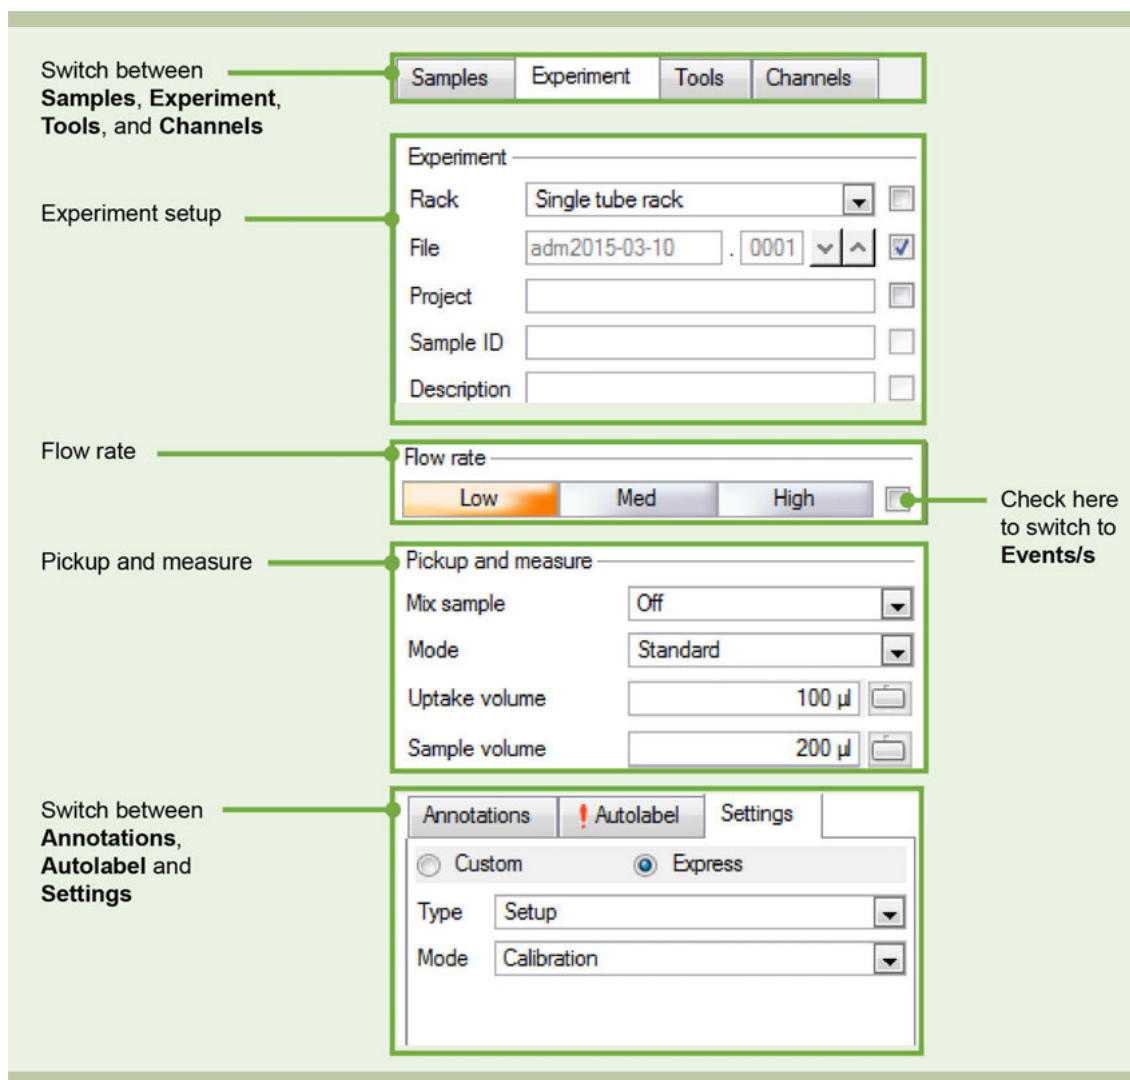 Switch between
Samples, Experiment,
Tools, and Channels
Samples Experiment Tools Channels
Experiment setup
Experiment
Rack Single tube rack
File adm2015-03-10 . 0001
Project
Sample ID
Description
Flow rate
Flow rate
Low Med High
Check here
to switch to
Events/s
Pickup and measure
Pickup and measure
Mix sample Off
Mode Standard
Uptake volume 100 µl
Sample volume 200 µl
Switch between
Annotations,
Autolabel and
Settings
Annotations ! Autolabel Settings
Custom Express
Type Setup
Mode Calibration